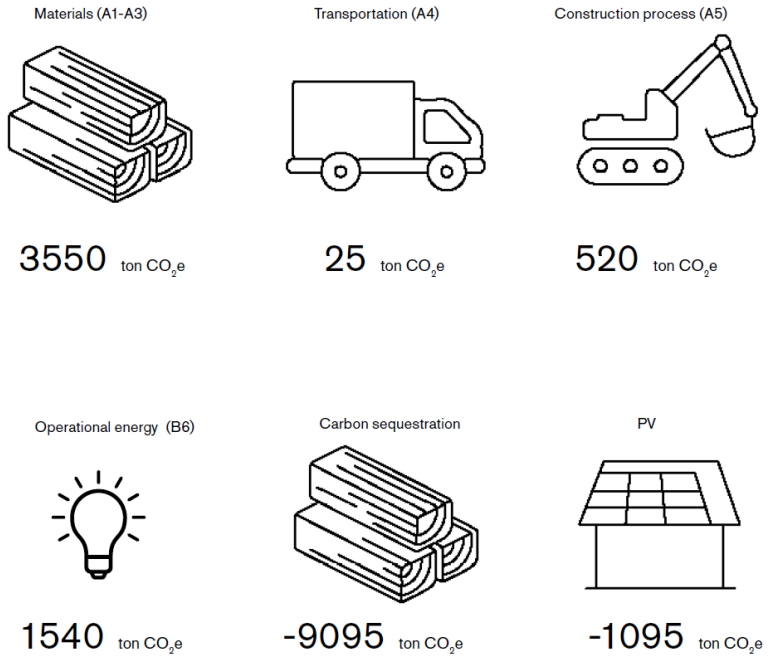 Materials (A1-A3)
Transportation (A4)
Construction process (A5)
3550 ton CO₂e
25 ton CO₂e
520 ton CO₂e
Operational energy (B6)
Carbon sequestration
PV
1540 ton CO₂e
-9095 ton CO₂e
-1095 ton CO₂e